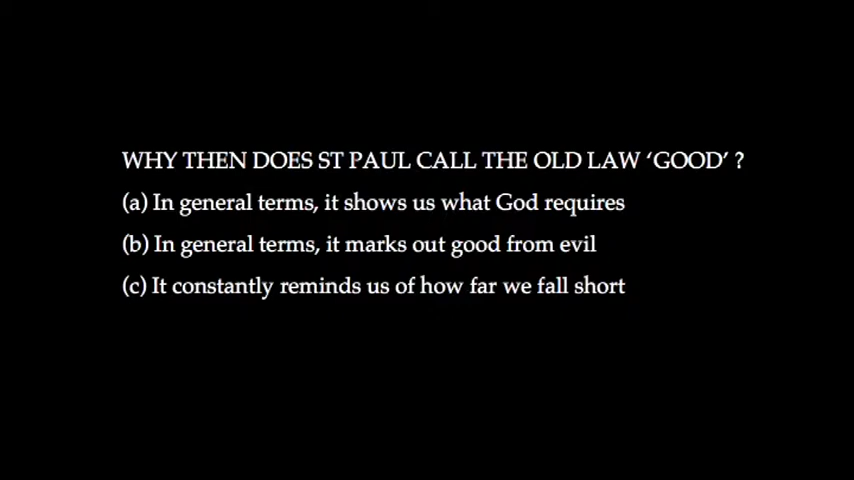 WHY THEN DOES ST PAUL CALL THE OLD LAW ‘GOOD’ ?
(a) In general terms, it shows us what God requires
(b) In general terms, it marks out good from evil
(c) It constantly reminds us of how far we fall short